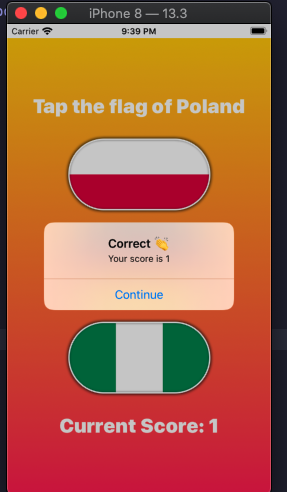 iPhone 8 — 13.3
Carrier 9:39 PM
Tap the flag of Poland
Correct 👏
Your score is 1
Continue
Current Score: 1